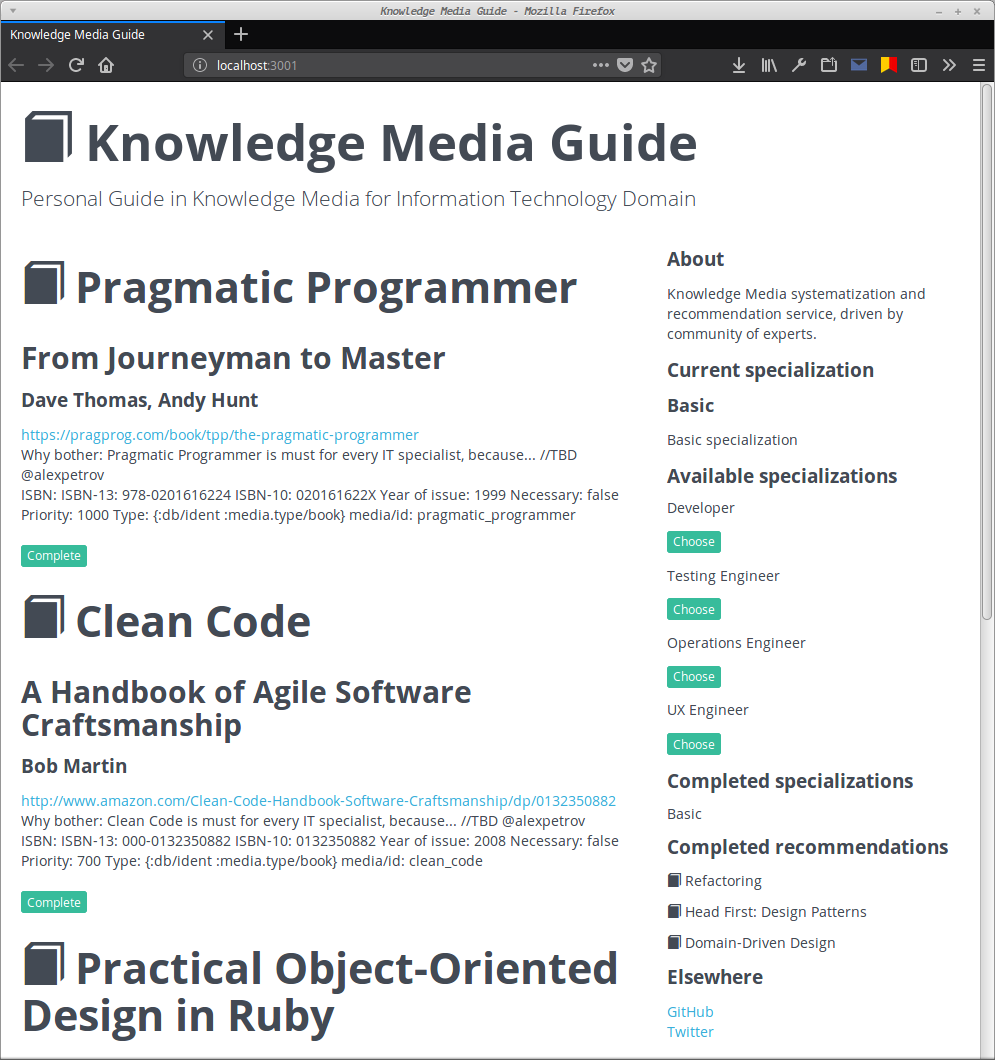 Knowledge Media Guide - Mozilla Firefox
Knowledge Media Guide
localhost:3001
Knowledge Media Guide
Personal Guide in Knowledge Media for Information Technology Domain
Pragmatic Programmer
From Journeyman to Master
Dave Thomas, Andy Hunt
https://pragprog.com/book/tpp/the-pragmatic-programmer
Why bother: Pragmatic Programmer is must for every IT specialist, because... //TBD
@alexpetrov
ISBN: ISBN-13: 978-0201616224 ISBN-10: 020161622X Year of issue: 1999 Necessary: false
Priority: 1000 Type: {:db/ident :media.type/book} media/id: pragmatic_programmer
Complete
Clean Code
A Handbook of Agile Software
Craftsmanship
Bob Martin
http://www.amazon.com/Clean-Code-Handbook-Software-Craftsmanship/dp/0132350882
Why bother: Clean Code is must for every IT specialist, because... //TBD @alexpetrov
ISBN: ISBN-13: 000-0132350882 ISBN-10: 0132350882 Year of issue: 2008 Necessary: false
Priority: 700 Type: {:db/ident :media.type/book} media/id: clean_code
Complete
Practical Object-Oriented
Design in Ruby
About
Knowledge Media systematization and
recommendation service, driven by
community of experts.
Current specialization
Basic
Basic specialization
Available specializations
Developer
Choose
Testing Engineer
Choose
Operations Engineer
Choose
UX Engineer
Choose
Completed specializations
Basic
Completed recommendations
Refactoring
Head First: Design Patterns
Domain-Driven Design
Elsewhere
GitHub
Twitter